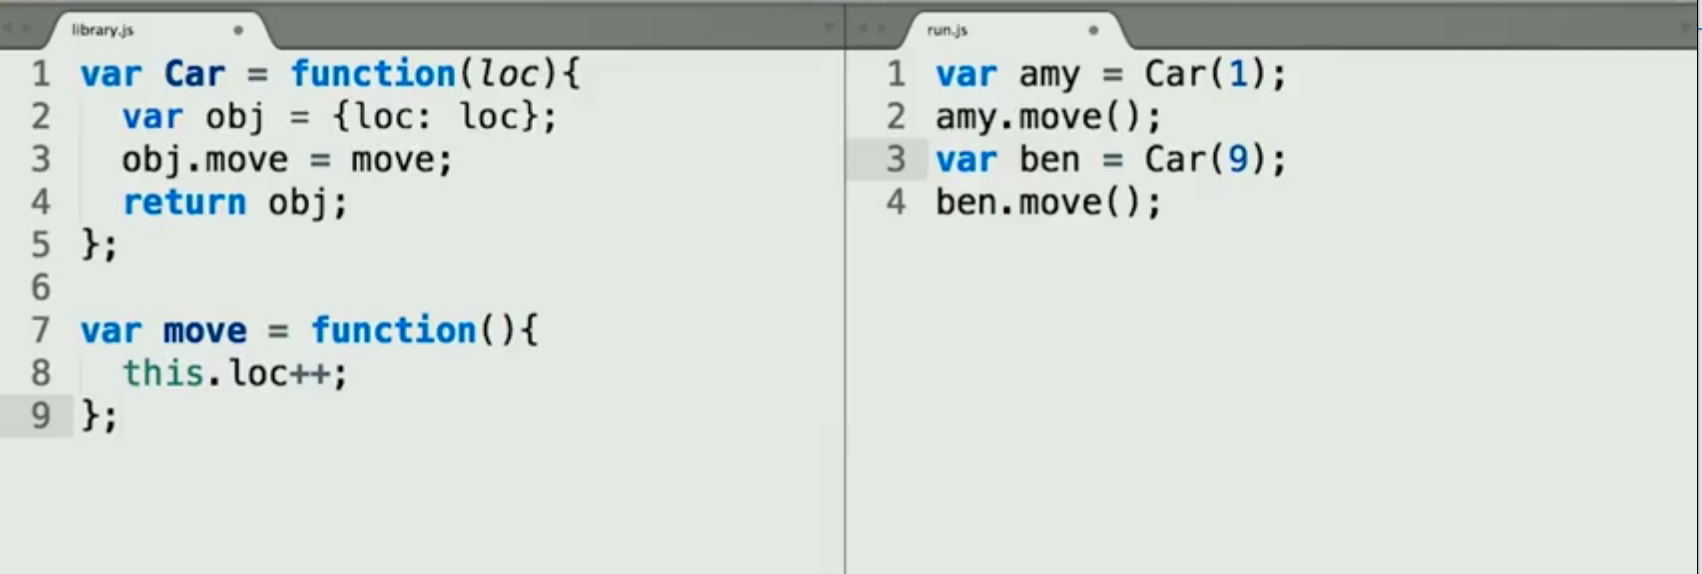 library.js
1 var Car = function(loc){
2   var obj = {loc: loc};
3   obj.move = move;
4   return obj;
5 };
6
7 var move = function(){
8   this.loc++;
9 };
run.js
1 var amy = Car(1);
2 amy.move();
3 var ben = Car(9);
4 ben.move();